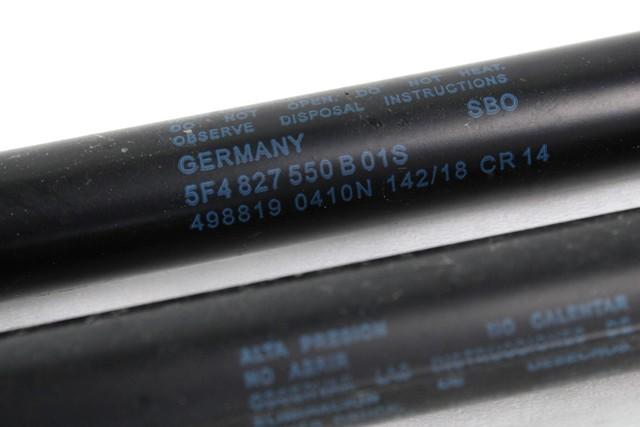 DO NOT OPEN. DO NOT HEAT.
OBSERVE DISPOSAL INSTRUCTIONS
GERMANY SBO
5F4 827 550 B 01S
498819 0410N 142/18 CR 14
ALTA PRESION NO CALENTAR
NO ABRIR